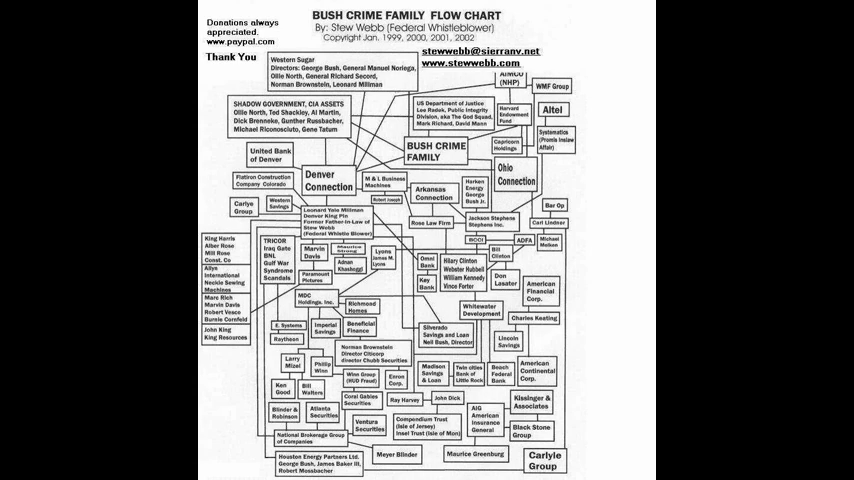 Donations always
appreciated.
www.paypal.com
Thank You
BUSH CRIME FAMILY FLOW CHART
By: Stew Webb (Federal Whistleblower)
Copyright Jan. 1999, 2000, 2001, 2002
stewwebb@sierranv.net
www.stewwebb.com
Western Sugar
Directors: George Bush, General Manuel Noriega,
Ollie North, General Richard Secord,
Norman Brownstein, Leonard Millman
AIMCO
(NHP)
WMF Group
SHADOW GOVERNMENT, CIA ASSETS
Ollie North, Ted Shackley, Al Martin,
Dick Brenneke, Gunther Russbacher,
Michael Riconosciuto, Gene Tatum
US Department of Justice
Lee Radek, Public Integrity
Division, aka The God Squad,
Mark Richard, David Mann
Harvard
Endowment
Fund
Altel
Systematics
(Promis Inslaw
Affair)
United Bank
of Denver
BUSH CRIME
FAMILY
Capricorn
Holdings
Flatiron Construction
Company Colorado
Denver
Connection
M & L Business
Machines
Robert Joseph
Arkansas
Connection
Harken
Energy
George
Bush Jr.
Ohio
Connection
Carlye
Group
Western
Savings
Leonard Yale Millman
Denver King Pin
Former Father-in-Law of
Stew Webb
(Federal Whistle Blower)
Rose Law Firm
Jackson Stephens
Stephens Inc.
Bar Op
Carl Lindner
King Harris
Alber Rose
Mill Rose
Const. Co
TRICOR
Iraq Gate
BNL
Gulf War
Syndrome
Scandals
Marvin
Davis
Maurice
Strong
Adnan
Khashoggi
Lyons
James M.
Lyons
Omni
Bank
BCCI
ADFA
Michael
Melken
Bill
Clinton
Allyn
International
Neckie Sewing
Machines
Paramount
Pictures
Key
Bank
Hilary Clinton
Webster Hubbell
William Kennedy
Vince Forter
Don
Lasater
American
Financial
Corp.
Marc Rich
Marvin Davis
Robert Vesco
Burnie Cornfeld
MDC
Holdings, Inc.
Richmond
Homes
Whitewater
Development
Charles Keating
John King
King Resources
E. Systems
Raytheon
Imperial
Savings
Beneficial
Finance
Silverado
Savings and Loan
Neil Bush, Director
Lincoln
Savings
Larry
Mizel
Phillip
Winn
Norman Brownstein
Director Citicorp
director Chubb Securities
Madison
Savings
& Loan
Twin cities
Bank of
Little Rock
Beach
Federal
Bank
American
Continental
Corp.
Ken
Good
Bill
Walters
Winn Group
(HUD Fraud)
Enron
Corp.
Coral Gables
Securities
Ray Harvey
John Dick
Kissinger &
Associates
Blinder &
Robinson
Atlanta
Securities
Ventura
Securities
Compendium Trust
(Isle of Jersey)
Insel Trust (Isle of Mon)
AIG
American
Insurance
General
Black Stone
Group
National Brokerage Group
of Companies
Meyer Blinder
Maurice Greenburg
Carlyle
Group
Houston Energy Partners Ltd.
George Bush, James Baker III,
Robert Mossbacher